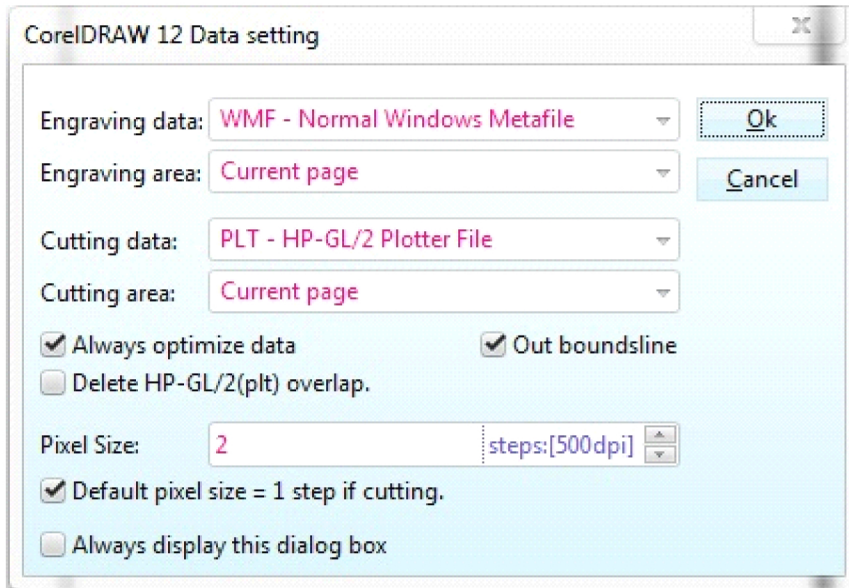 CorelDRAW 12 Data setting
Engraving data: WMF - Normal Windows Metafile
Ok
Engraving area: Current page
Cancel
Cutting data: PLT - HP-GL/2 Plotter File
Cutting area: Current page
Always optimize data
Out boundsline
Delete HP-GL/2(plt) overlap.
Pixel Size: 2 steps:[500dpi]
Default pixel size = 1 step if cutting.
Always display this dialog box